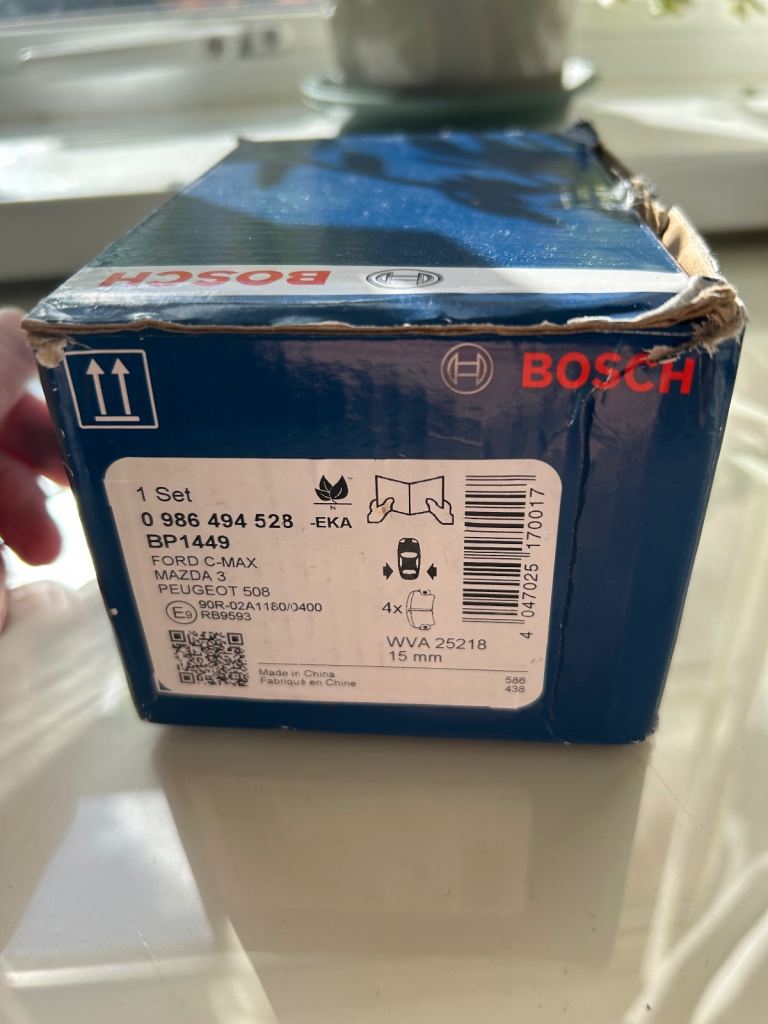 BOSCH
BOSCH
1 Set
0 986 494 528 -EKA
BP1449
FORD C-MAX
MAZDA 3
PEUGEOT 508
E9 90R-02A1180/0400
RB9593
N
4x
WVA 25218
15 mm
Made in China
Fabriqué en Chine
586
438
4 047025 170017